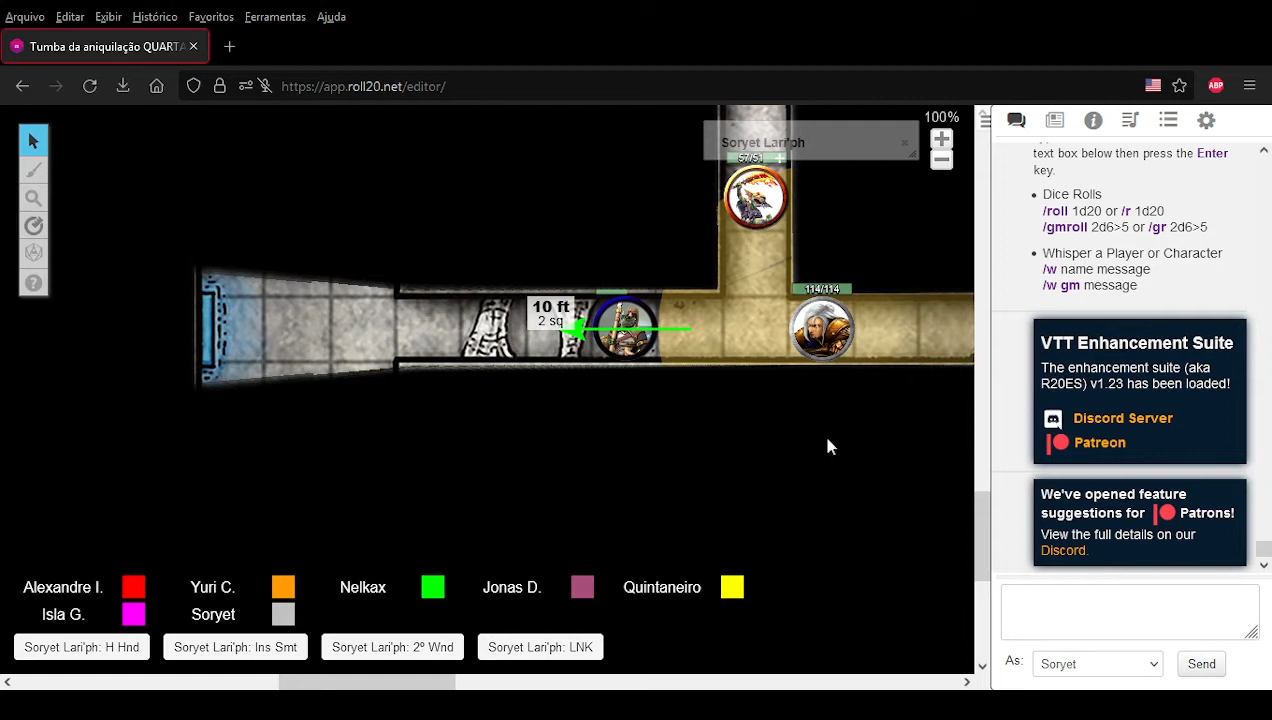 Arquivo Editar Exibir Histórico Favoritos Ferramentas Ajuda
Tumba da aniquilação QUARTA
https://app.roll20.net/editor/
ABP
100%
Soryet Lari'ph
57/51
114/114
10 ft
2 sq
text box below then press the Enter
key.
Dice Rolls
/roll 1d20 or /r 1d20
/gmroll 2d6>5 or /gr 2d6>5
Whisper a Player or Character
/w name message
/w gm message
VTT Enhancement Suite
The enhancement suite (aka
R20ES) v1.23 has been loaded!
Discord Server
Patreon
We've opened feature
suggestions for Patrons!
View the full details on our
Discord.
Alexandre I. Yuri C. Nelkax Jonas D. Quintaneiro
Isla G. Soryet
Soryet Lari'ph: H Hnd Soryet Lari'ph: Ins Smt Soryet Lari'ph: 2º Wnd Soryet Lari'ph: LNK
As: Soryet Send